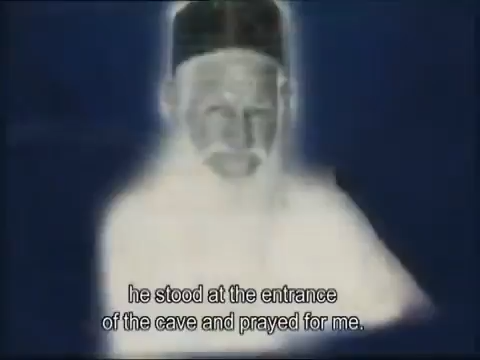 he stood at the entrance
of the cave and prayed for me.